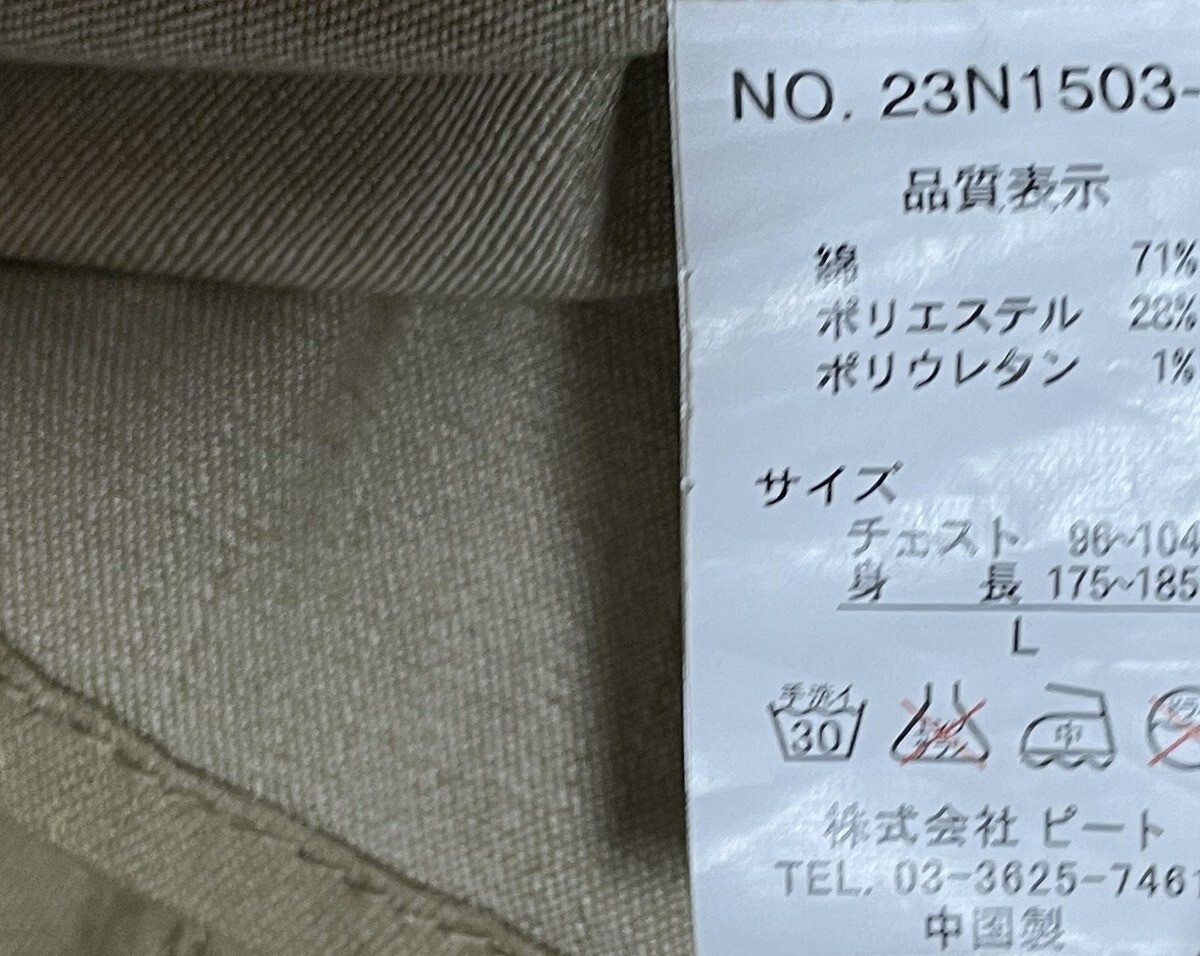 NO. 23N1503-
品質表示
綿 71%
ポリエステル 28%
ポリウレタン 1%
サイズ
チェスト 96~104
身 長 175~185
L
手洗イ 30 中
株式会社 ピート
TEL. 03-3625-7461
中国製